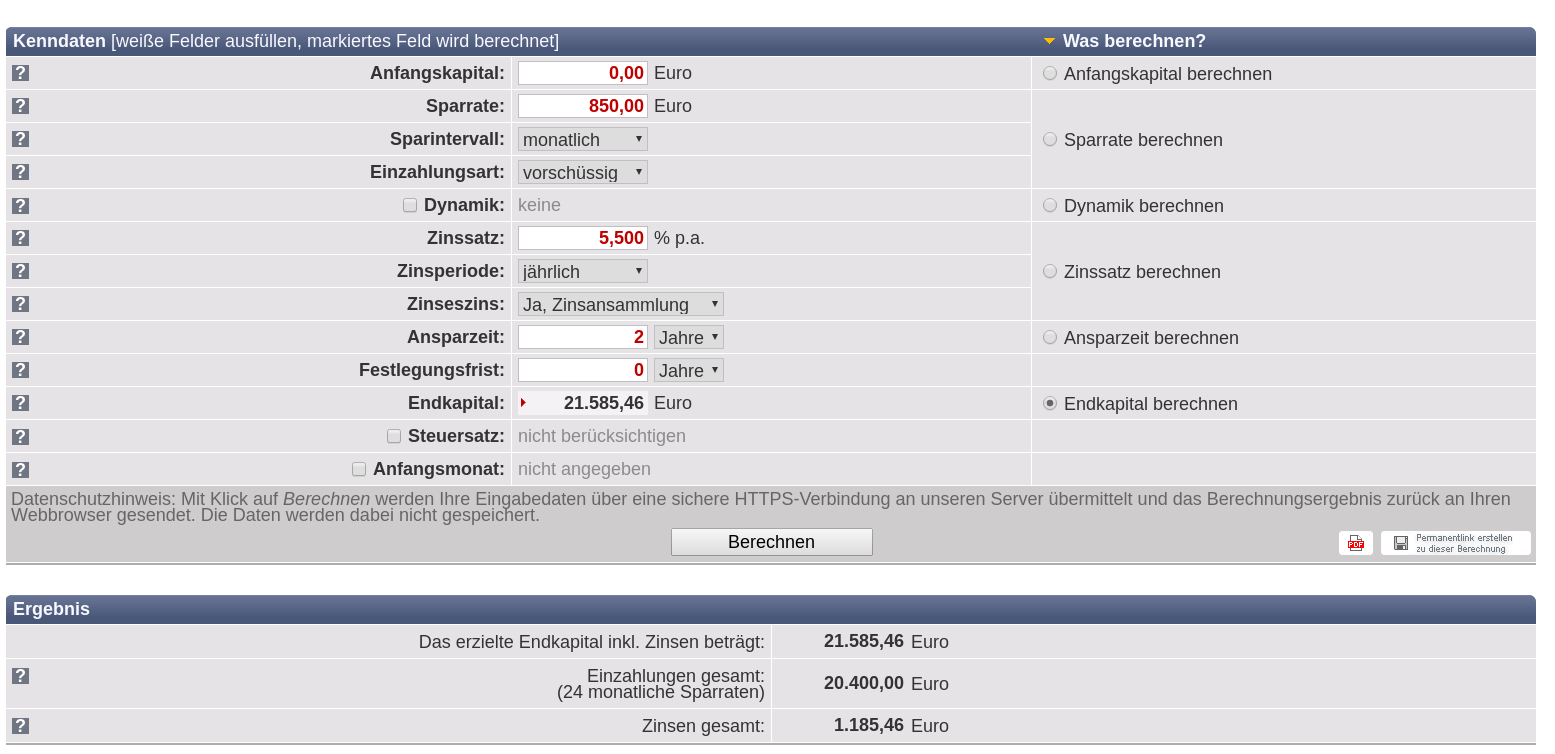 Kenndaten [weiße Felder ausfüllen, markiertes Feld wird berechnet] Was berechnen?
? Anfangskapital: 0,00 Euro Anfangskapital berechnen
? Sparrate: 850,00 Euro
? Sparintervall: monatlich Sparrate berechnen
? Einzahlungsart: vorschüssig
? Dynamik: keine Dynamik berechnen
? Zinssatz: 5,500 % p.a.
? Zinsperiode: jährlich Zinssatz berechnen
? Zinseszins: Ja, Zinsansammlung
? Ansparzeit: 2 Jahre Ansparzeit berechnen
? Festlegungsfrist: 0 Jahre
? Endkapital: 21.585,46 Euro Endkapital berechnen
? Steuersatz: nicht berücksichtigen
? Anfangsmonat: nicht angegeben
Datenschutzhinweis: Mit Klick auf Berechnen werden Ihre Eingabedaten über eine sichere HTTPS-Verbindung an unseren Server übermittelt und das Berechnungsergebnis zurück an Ihren
Webbrowser gesendet. Die Daten werden dabei nicht gespeichert.
Berechnen
PDF
Permanentlink erstellen
zu dieser Berechnung
Ergebnis
Das erzielte Endkapital inkl. Zinsen beträgt: 21.585,46 Euro
? Einzahlungen gesamt:
(24 monatliche Sparraten) 20.400,00 Euro
? Zinsen gesamt: 1.185,46 Euro